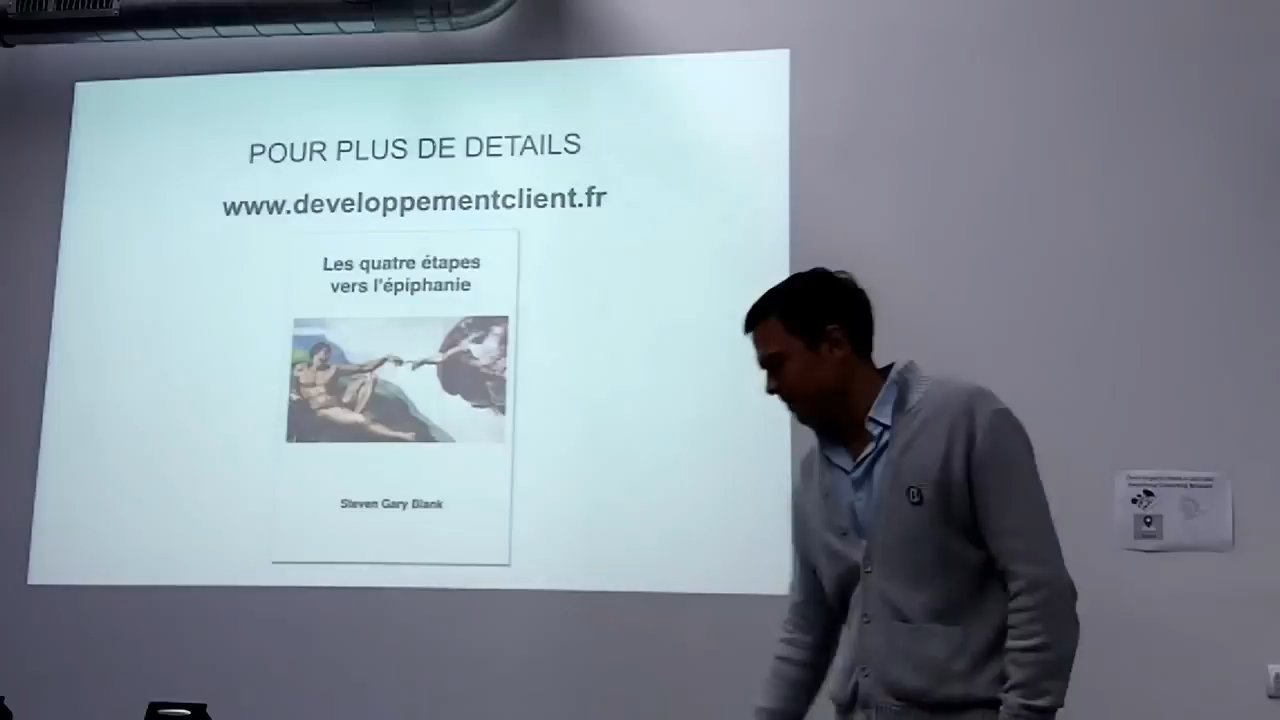 POUR PLUS DE DETAILS
www.developpementclient.fr
Les quatre étapes
vers l'épiphanie
Steven Gary Blank